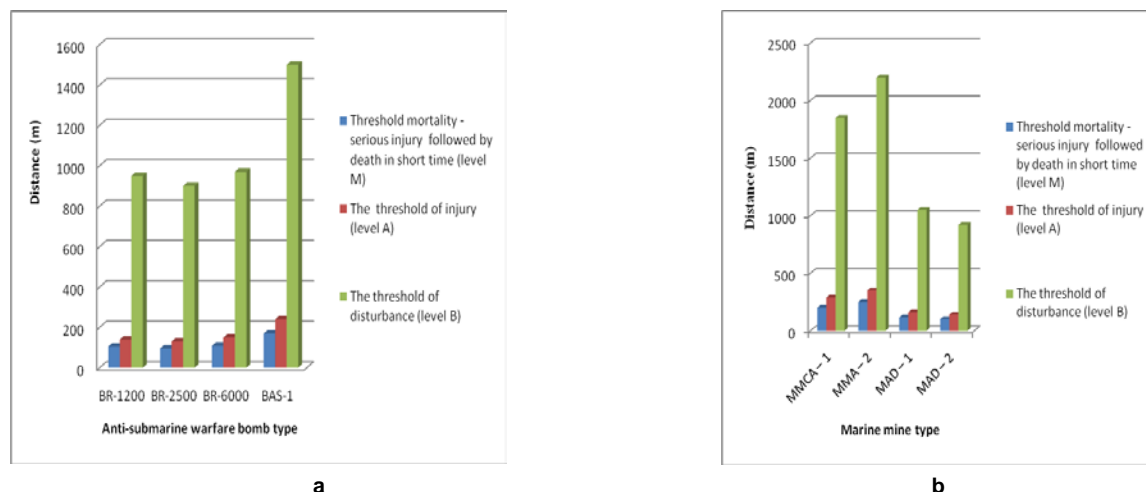 1600
1400
1200
1000
800
600
400
200
0
Distance (m)
BR-1200 BR-2500 BR-6000 BAS-1
Anti-submarine warfare bomb type
Threshold mortality -
serious injury followed by
death in short time (level
M)
The threshold of injury
(level A)
The threshold of
disturbance (level B)
a
2500
2000
1500
1000
500
0
Distance (m)
MMCA – 1
MMA – 2
MAD – 1
MAD – 2
Marine mine type
Threshold mortality -
serious injury followed
by death in short time
(level M)
The threshold of injury
(level A)
The threshold of
disturbance (level B)
b